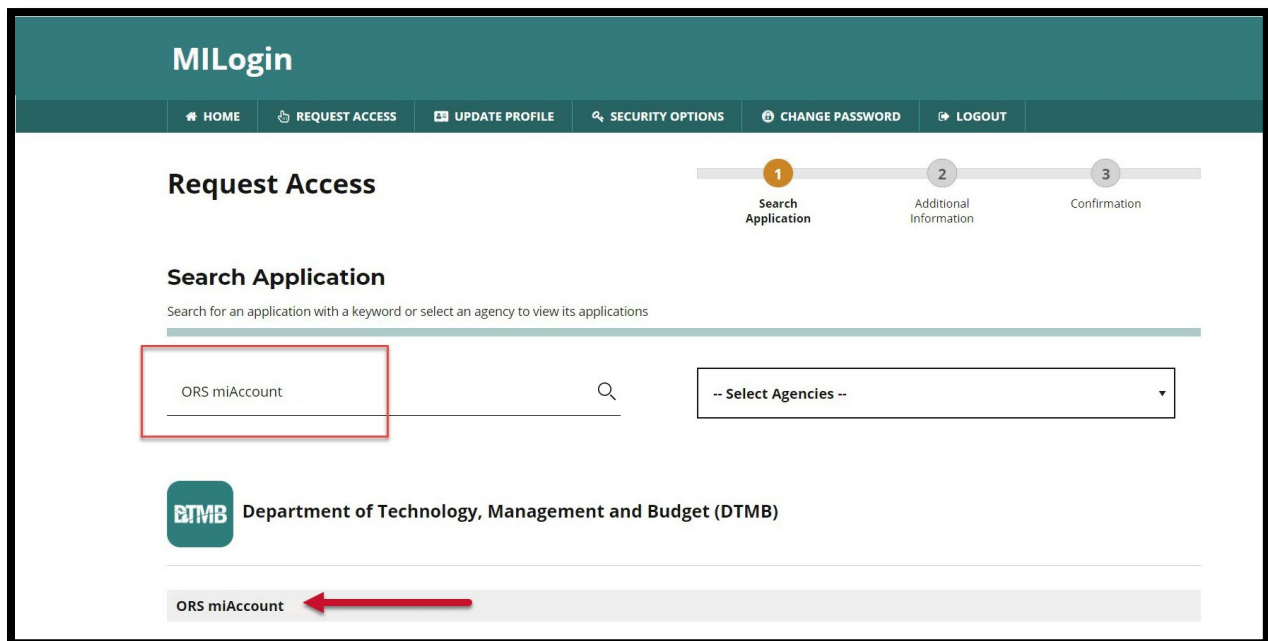 MILogin
HOME REQUEST ACCESS UPDATE PROFILE SECURITY OPTIONS CHANGE PASSWORD LOGOUT
Request Access
1 2 3
Search Additional Confirmation
Application Information
Search Application
Search for an application with a keyword or select an agency to view its applications
ORS miAccount
-- Select Agencies --
DTMB Department of Technology, Management and Budget (DTMB)
ORS miAccount